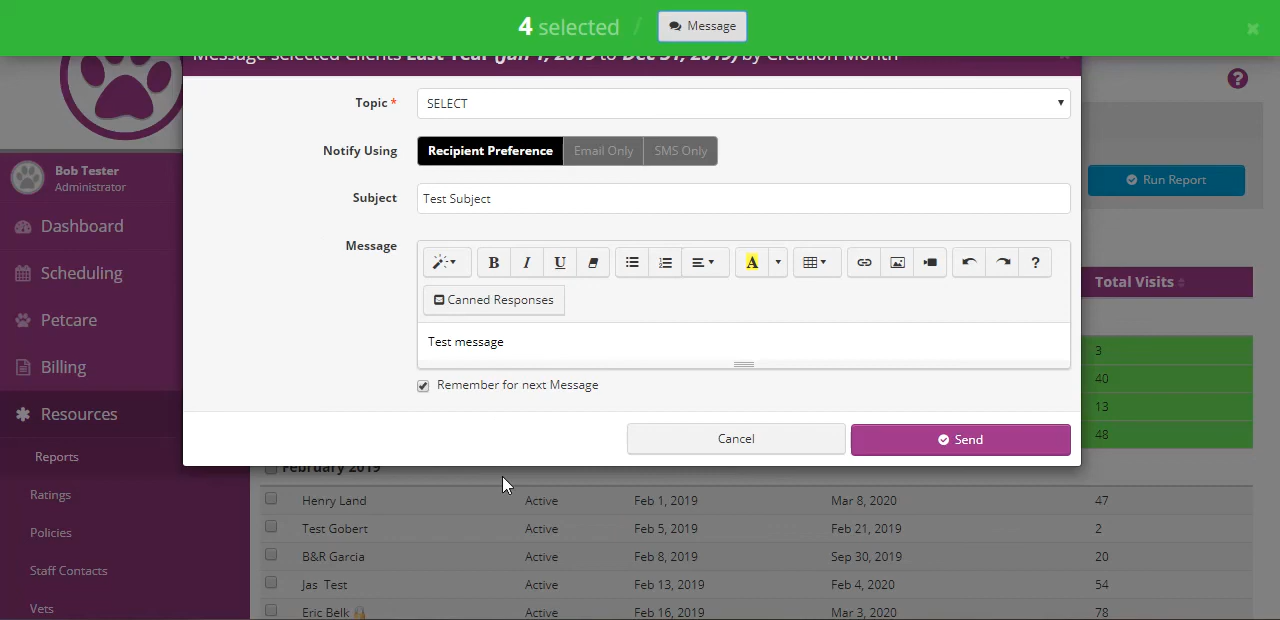 4 selected / Message ×
Message selected Clients Last Year (Jan 1, 2019 to Dec 31, 2019) by Creation Month
Topic * SELECT
Notify Using Recipient Preference Email Only SMS Only
Subject Test Subject
Message
B I U A ?
Canned Responses
Test message
Remember for next Message
Cancel Send
?
Run Report
Bob Tester
Administrator
Dashboard
Scheduling
Petcare
Billing
Resources
Reports
Ratings
Policies
Staff Contacts
Vets
Total Visits
3
40
13
48
February 2019
Henry Land Active Feb 1, 2019 Mar 8, 2020 47
Test Gobert Active Feb 5, 2019 Feb 21, 2019 2
B&R Garcia Active Feb 8, 2019 Sep 30, 2019 20
Jas Test Active Feb 13, 2019 Feb 4, 2020 54
Eric Belk Active Feb 16, 2019 Mar 3, 2020 78